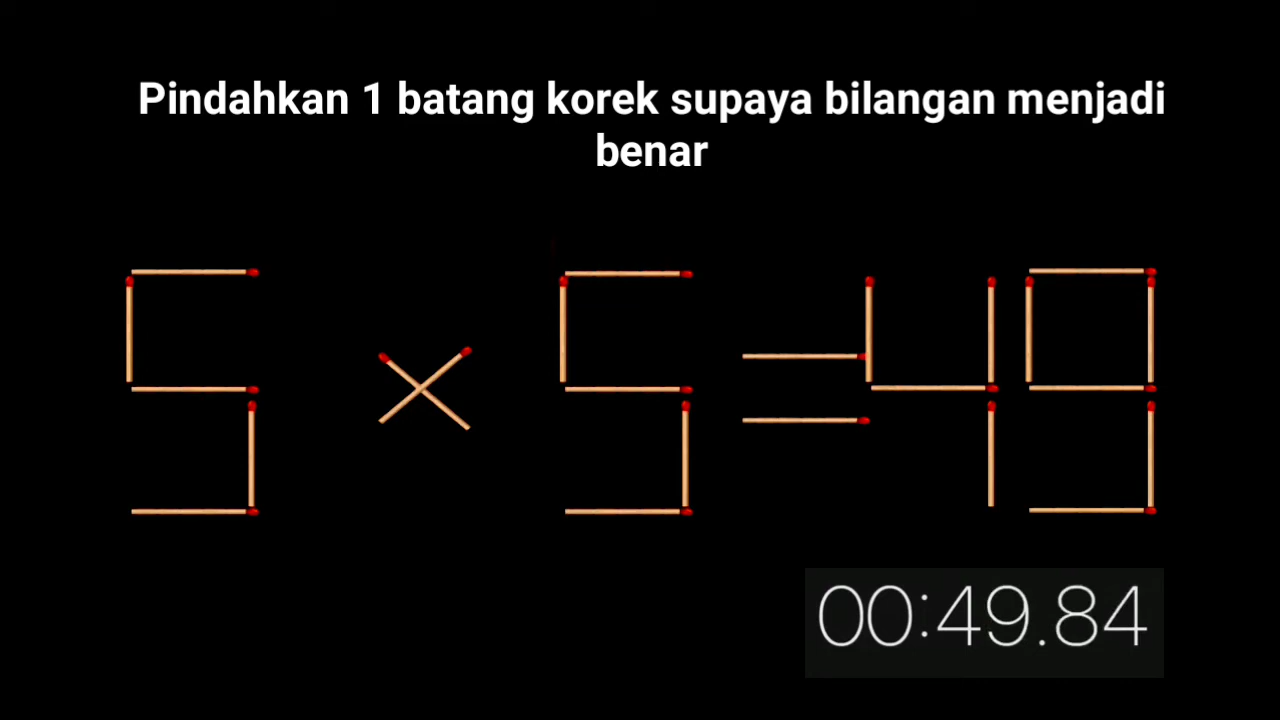 Pindahkan 1 batang korek supaya bilangan menjadi
benar
5 × 5 = 49
00:49.84